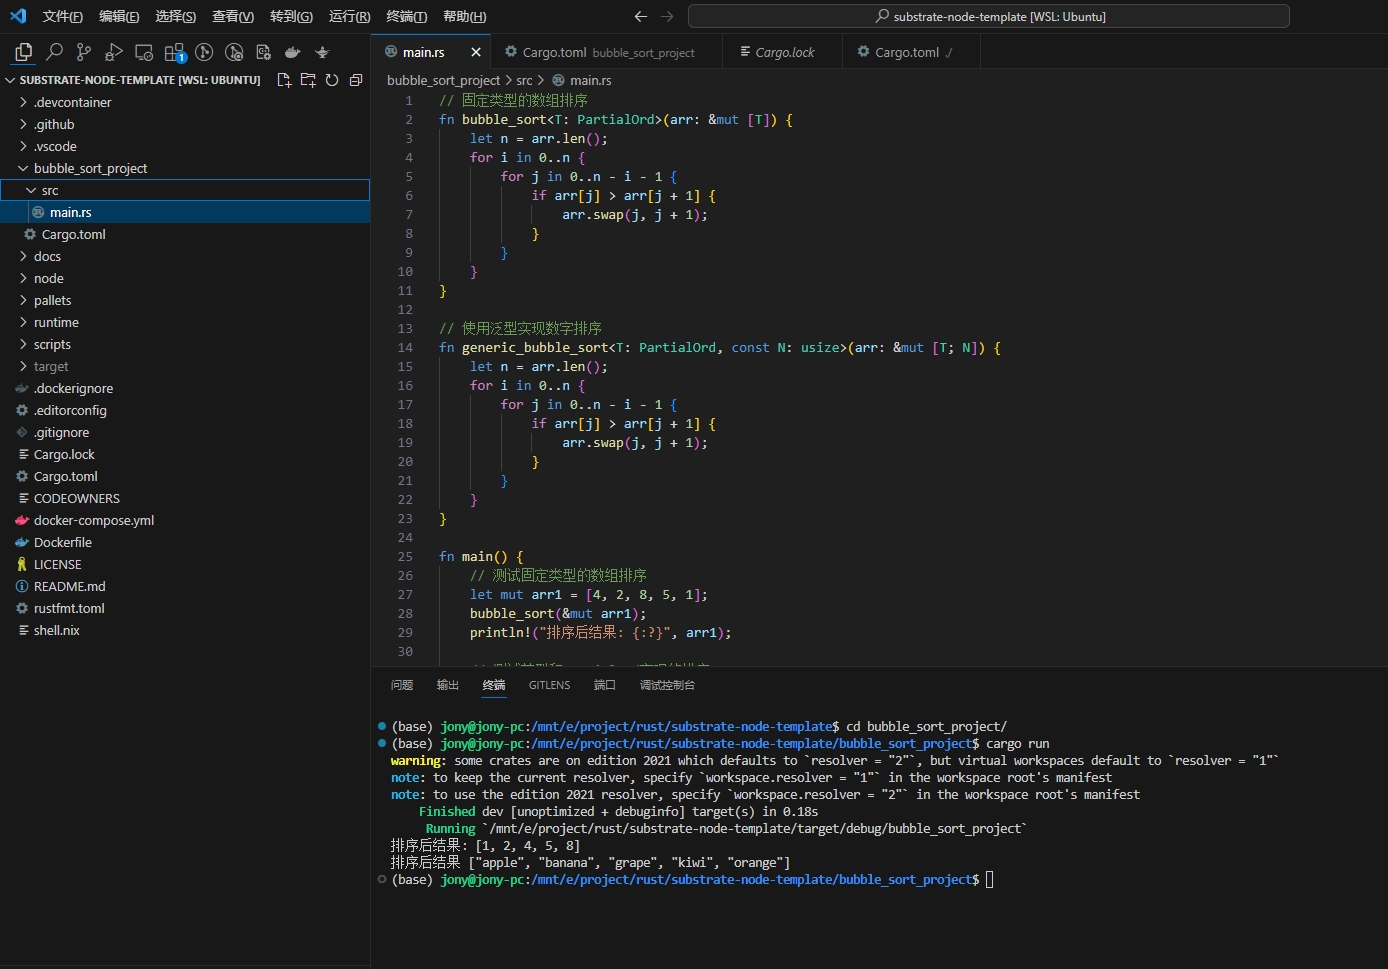 文件(F) 编辑(E) 选择(S) 查看(V) 转到(G) 运行(R) 终端(T) 帮助(H) substrate-node-template [WSL: Ubuntu]
1
main.rs Cargo.toml bubble_sort_project Cargo.lock Cargo.toml ./
SUBSTRATE-NODE-TEMPLATE [WSL: UBUNTU]
.devcontainer
.github
.vscode
bubble_sort_project
src
main.rs
Cargo.toml
docs
node
pallets
runtime
scripts
target
.dockerignore
.editorconfig
.gitignore
Cargo.lock
Cargo.toml
CODEOWNERS
docker-compose.yml
Dockerfile
LICENSE
README.md
rustfmt.toml
shell.nix
bubble_sort_project > src > main.rs
1 // 固定类型的数组排序
2 fn bubble_sort<T: PartialOrd>(arr: &mut [T]) {
3 let n = arr.len();
4 for i in 0..n {
5 for j in 0..n - i - 1 {
6 if arr[j] > arr[j + 1] {
7 arr.swap(j, j + 1);
8 }
9 }
10 }
11 }
12
13 // 使用泛型实现数字排序
14 fn generic_bubble_sort<T: PartialOrd, const N: usize>(arr: &mut [T; N]) {
15 let n = arr.len();
16 for i in 0..n {
17 for j in 0..n - i - 1 {
18 if arr[j] > arr[j + 1] {
19 arr.swap(j, j + 1);
20 }
21 }
22 }
23 }
24
25 fn main() {
26 // 测试固定类型的数组排序
27 let mut arr1 = [4, 2, 8, 5, 1];
28 bubble_sort(&mut arr1);
29 println!("排序后结果: {:?}", arr1);
30
问题 输出 终端 GITLENS 端口 调试控制台
(base) jony@jony-pc:/mnt/e/project/rust/substrate-node-template$ cd bubble_sort_project/
(base) jony@jony-pc:/mnt/e/project/rust/substrate-node-template/bubble_sort_project$ cargo run
warning: some crates are on edition 2021 which defaults to `resolver = "2"`, but virtual workspaces default to `resolver = "1"`
note: to keep the current resolver, specify `workspace.resolver = "1"` in the workspace root's manifest
note: to use the edition 2021 resolver, specify `workspace.resolver = "2"` in the workspace root's manifest
Finished dev [unoptimized + debuginfo] target(s) in 0.18s
Running `/mnt/e/project/rust/substrate-node-template/target/debug/bubble_sort_project`
排序后结果: [1, 2, 4, 5, 8]
排序后结果 ["apple", "banana", "grape", "kiwi", "orange"]
(base) jony@jony-pc:/mnt/e/project/rust/substrate-node-template/bubble_sort_project$